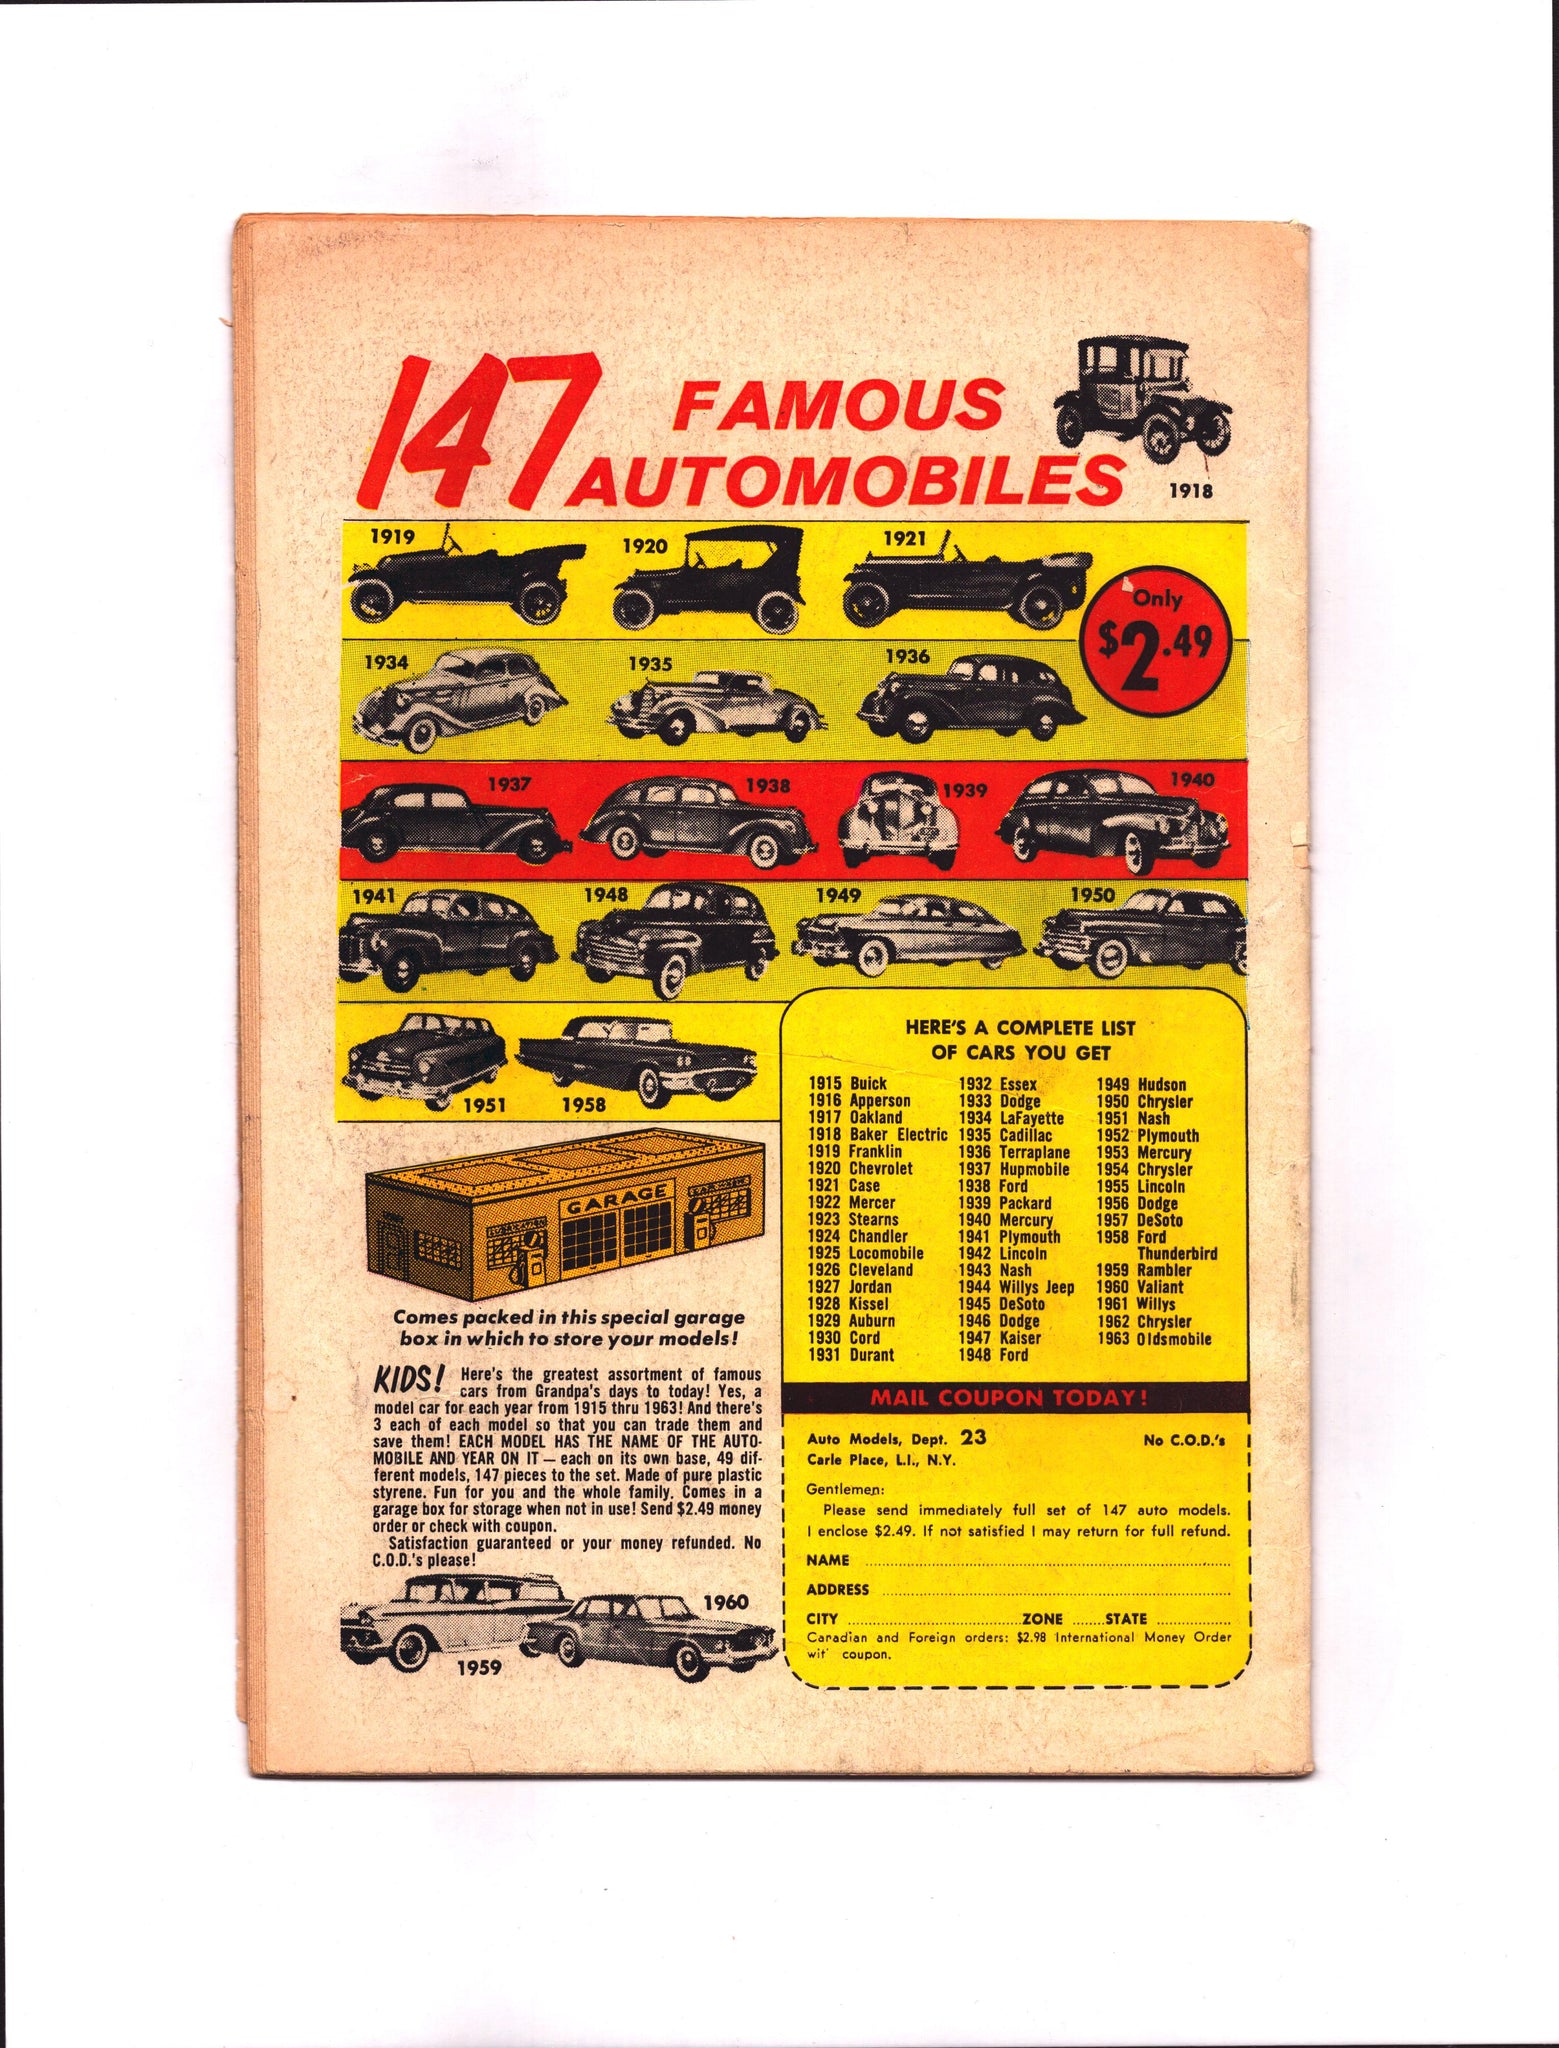 147 FAMOUS
AUTOMOBILES
1918
1919
1920
1921
Only
$2.49
1934
1935
1936
1937
1938
1939
1940
1941
1948
1949
1950
1951
1958
GARAGE
LUBRICATION
Comes packed in this special garage
box in which to store your models!
KIDS! Here's the greatest assortment of famous
cars from Grandpa's days to today! Yes, a
model car for each year from 1915 thru 1963! And there's
3 each of each model so that you can trade them and
save them! EACH MODEL HAS THE NAME OF THE AUTO-
MOBILE AND YEAR ON IT — each on its own base, 49 dif-
ferent models, 147 pieces to the set. Made of pure plastic
styrene. Fun for you and the whole family. Comes in a
garage box for storage when not in use! Send $2.49 money
order or check with coupon.
Satisfaction guaranteed or your money refunded. No
C.O.D.'s please!
1959
1960
HERE'S A COMPLETE LIST
OF CARS YOU GET
1915 Buick
1916 Apperson
1917 Oakland
1918 Baker Electric
1919 Franklin
1920 Chevrolet
1921 Case
1922 Mercer
1923 Stearns
1924 Chandler
1925 Locomobile
1926 Cleveland
1927 Jordan
1928 Kissel
1929 Auburn
1930 Cord
1931 Durant
1932 Essex
1933 Dodge
1934 LaFayette
1935 Cadillac
1936 Terraplane
1937 Hupmobile
1938 Ford
1939 Packard
1940 Mercury
1941 Plymouth
1942 Lincoln
1943 Nash
1944 Willys Jeep
1945 DeSoto
1946 Dodge
1947 Kaiser
1948 Ford
1949 Hudson
1950 Chrysler
1951 Nash
1952 Plymouth
1953 Mercury
1954 Chrysler
1955 Lincoln
1956 Dodge
1957 DeSoto
1958 Ford
Thunderbird
1959 Rambler
1960 Valiant
1961 Willys
1962 Chrysler
1963 Oldsmobile
MAIL COUPON TODAY!
Auto Models, Dept. 23 No C.O.D.'s
Carle Place, L.I., N.Y.
Gentlemen:
Please send immediately full set of 147 auto models.
I enclose $2.49. If not satisfied I may return for full refund.
NAME
ADDRESS
CITY ZONE STATE
Canadian and Foreign orders: $2.98 International Money Order
wit' coupon.